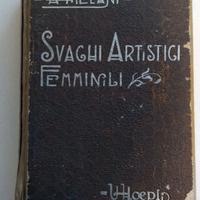 A. MELANI
SVAGHI ARTISTICI
FEMMINILI
U. HOEPLI